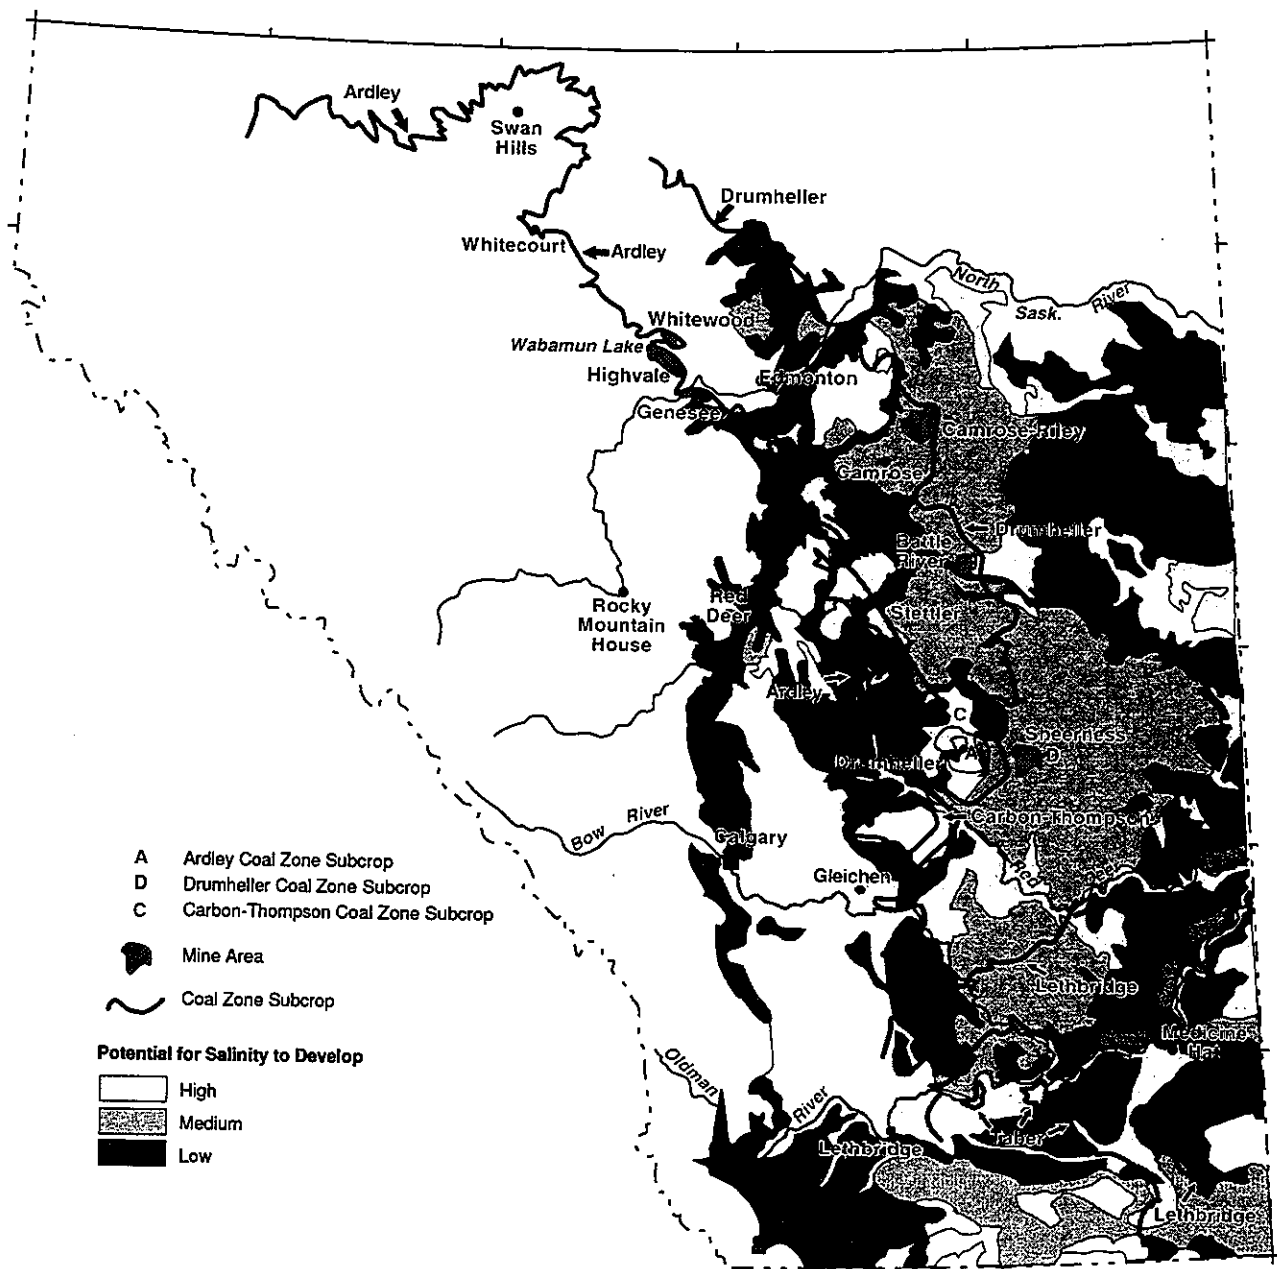 Ardley
Swan
Hills
Drumheller
Whitecourt
Ardley
North
Sask.
River
Whitewood
Wabamun Lake
Highvale
Edmonton
Genesee
Camrose-Riley
Camrose
Drumheller
Battle
River
Red
Deer
Rocky
Mountain
House
Stettler
Ardley
C
Sheerness
D
A
Drumheller
Carbon-Thompson
Bow River
Calgary
Gleichen
Red
Deer
A Ardley Coal Zone Subcrop
D Drumheller Coal Zone Subcrop
C Carbon-Thompson Coal Zone Subcrop
Mine Area
Coal Zone Subcrop
Lethbridge
Medicine
Hat
Potential for Salinity to Develop
High
Medium
Low
Oldman
River
Taber
Lethbridge
Lethbridge